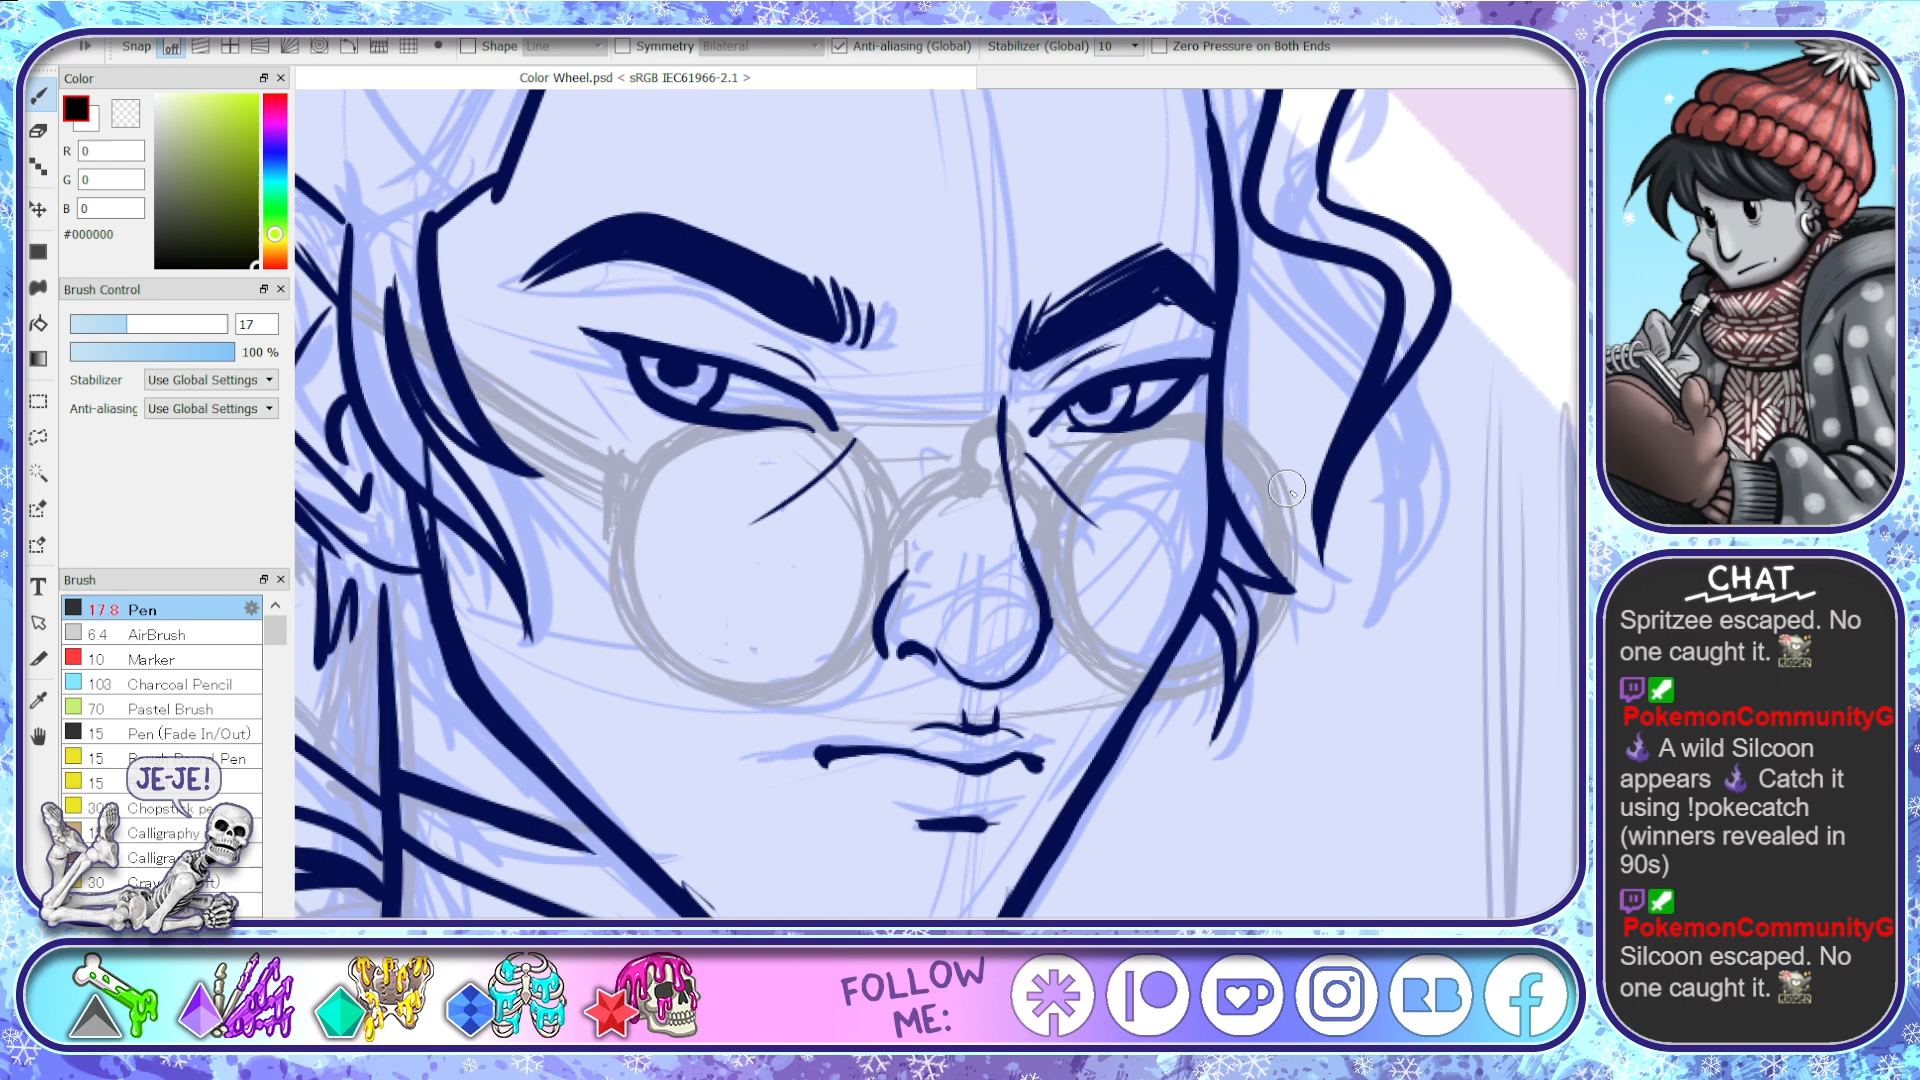 Snap off Shape Line Symmetry Bilateral Anti-aliasing (Global) Stabilizer (Global) 10 Zero Pressure on Both Ends
Color
Color Wheel.psd < sRGB IEC61966-2.1 >
R 0
G 0
B 0
#000000
Brush Control
17
100 %
Stabilizer Use Global Settings
Anti-aliasing Use Global Settings
Brush
17.8 Pen
6.4 AirBrush
10 Marker
103 Charcoal Pencil
70 Pastel Brush
15 Pen (Fade In/Out)
15 Pen
15
Calligraphy
30
T
JE-JE!
CHAT
Spritzee escaped. No
one caught it.
PokemonCommunityG
A wild Silcoon
appears Catch it
using !pokecatch
(winners revealed in
90s)
PokemonCommunityG
Silcoon escaped. No
one caught it.
FOLLOW
ME:
RB
f